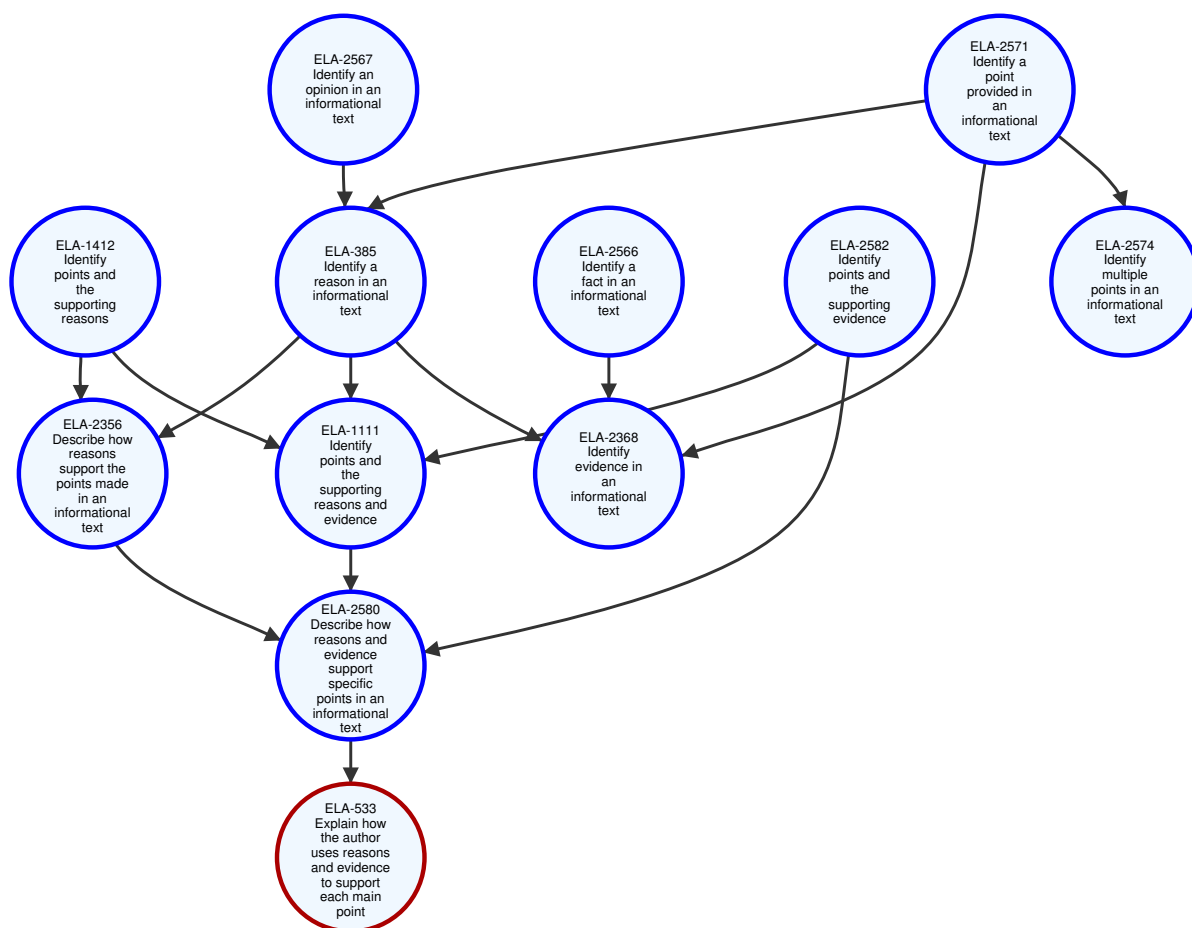 ELA-2567
Identify an
opinion in an
informational
text
ELA-2571
Identify a
point
provided in
an
informational
text
ELA-1412
Identify
points and
the
supporting
reasons
ELA-385
Identify a
reason in an
informational
text
ELA-2566
Identify a
fact in an
informational
text
ELA-2582
Identify
points and
the
supporting
evidence
ELA-2574
Identify
multiple
points in an
informational
text
ELA-2356
Describe how
reasons
support the
points made
in an
informational
text
ELA-1111
Identify
points and
the
supporting
reasons and
evidence
ELA-2368
Identify
evidence in
an
informational
text
ELA-2580
Describe how
reasons and
evidence
support
specific
points in an
informational
text
ELA-533
Explain how
the author
uses reasons
and evidence
to support
each main
point